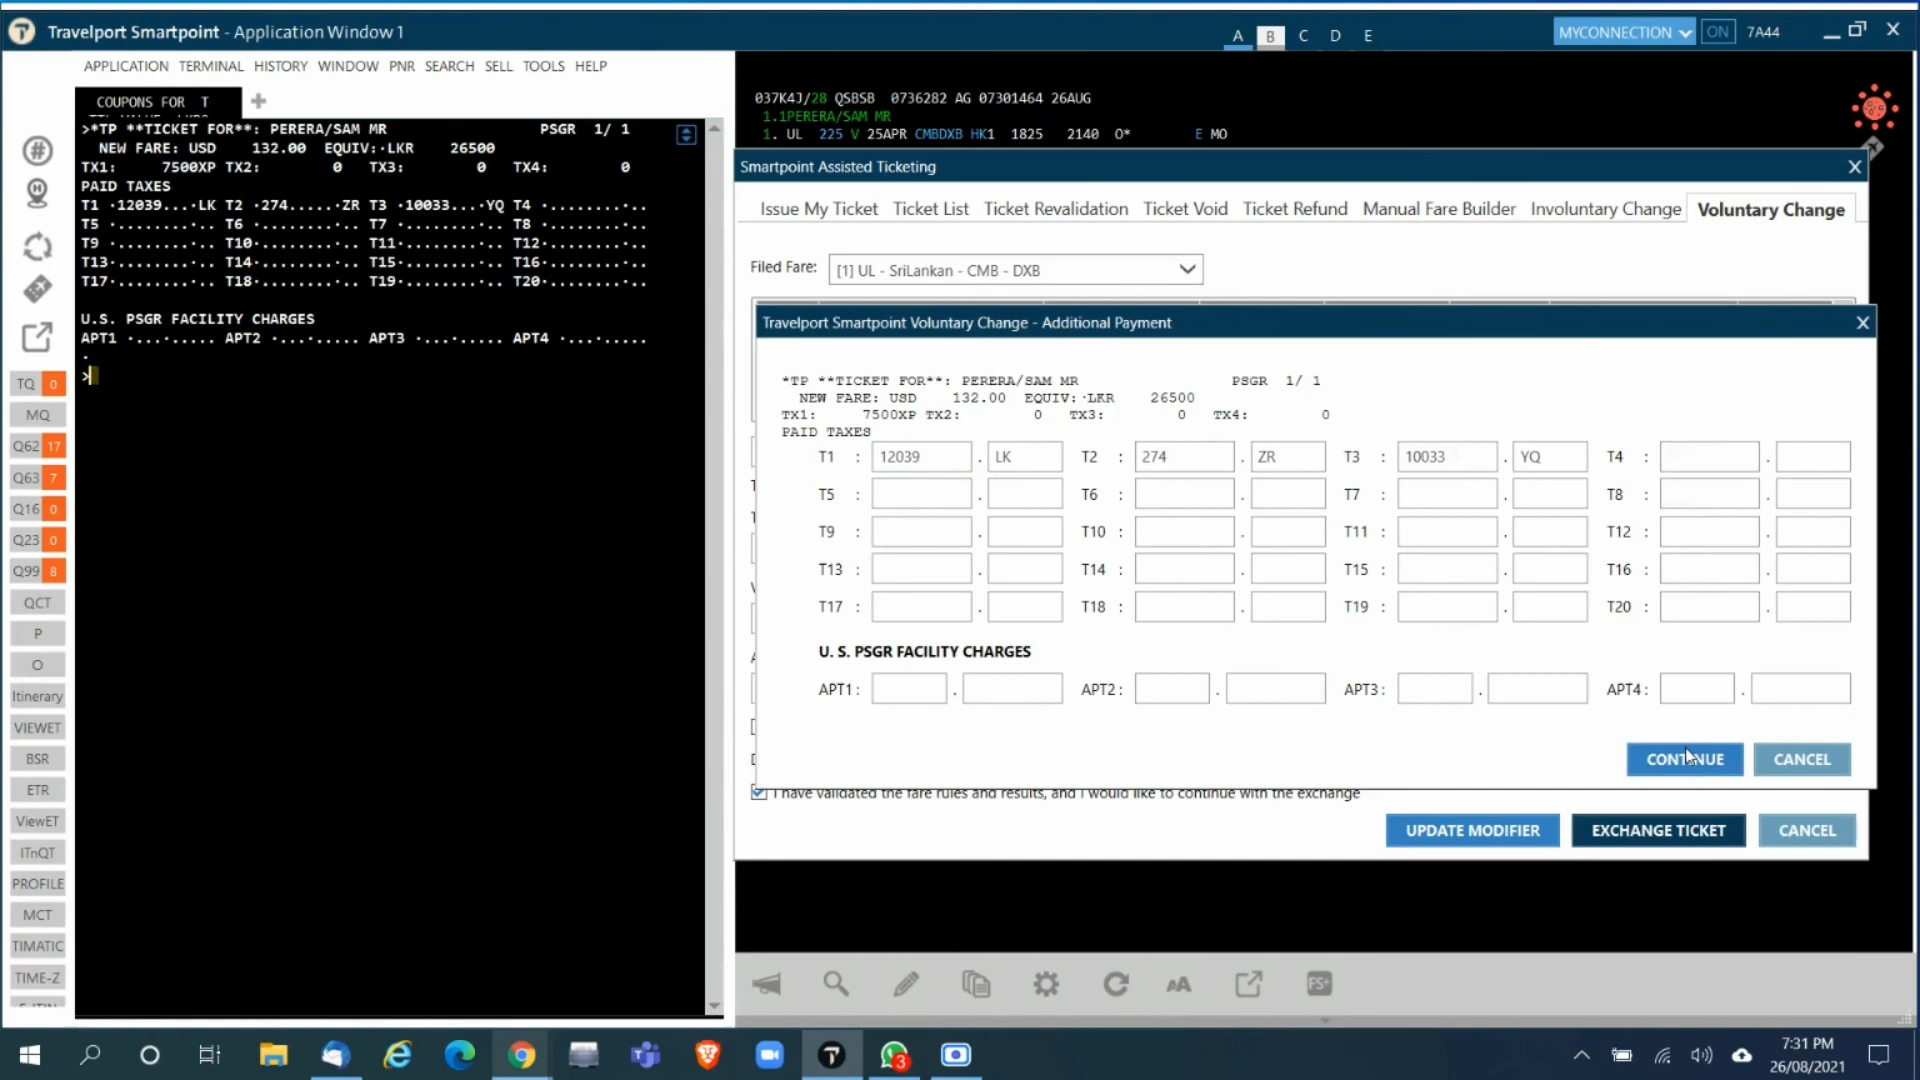 Travelport Smartpoint - Application Window 1
A B C D E
MYCONNECTION ON 7A44
APPLICATION TERMINAL HISTORY WINDOW PNR SEARCH SELL TOOLS HELP
COUPONS FOR T
>*TP **TICKET FOR**: PERERA/SAM MR PSGR 1/ 1
NEW FARE: USD 132.00 EQUIV:·LKR 26500
TX1: 7500XP TX2: 0 TX3: 0 TX4: 0
PAID TAXES
T1 ·12039...·LK T2 ·274.....·ZR T3 ·10033...·YQ T4 ·........·..
T5 ·........·.. T6 ·........·.. T7 ·........·.. T8 ·........·..
T9 ·........·.. T10·........·.. T11·........·.. T12·........·..
T13·........·.. T14·........·.. T15·........·.. T16·........·..
T17·........·.. T18·........·.. T19·........·.. T20·........·..
U.S. PSGR FACILITY CHARGES
APT1 ·...·..... APT2 ·...·..... APT3 ·...·..... APT4 ·...·.....
.
>
TQ 0
MQ
Q62 17
Q63 7
Q16 0
Q23 0
Q99 8
QCT
P
O
Itinerary
VIEWET
BSR
ETR
ViewET
ITnQT
PROFILE
MCT
TIMATIC
TIME-Z
037K4J/28 QSBSB 0736282 AG 07301464 26AUG
1.1PERERA/SAM MR
1. UL 225 V 25APR CMBDXB HK1 1825 2140 O* E MO
Smartpoint Assisted Ticketing X
Issue My Ticket Ticket List Ticket Revalidation Ticket Void Ticket Refund Manual Fare Builder Involuntary Change Voluntary Change
Filed Fare: [1] UL - SriLankan - CMB - DXB
Travelport Smartpoint Voluntary Change - Additional Payment X
*TP **TICKET FOR**: PERERA/SAM MR PSGR 1/ 1
NEW FARE: USD 132.00 EQUIV:·LKR 26500
TX1: 7500XP TX2: 0 TX3: 0 TX4: 0
PAID TAXES
T1 : 12039 . LK T2 : 274 . ZR T3 : 10033 . YQ T4 : .
T5 : . T6 : . T7 : . T8 : .
T9 : . T10 : . T11 : . T12 : .
T13 : . T14 : . T15 : . T16 : .
T17 : . T18 : . T19 : . T20 : .
U. S. PSGR FACILITY CHARGES
APT1 : . APT2 : . APT3 : . APT4 : .
CONTINUE CANCEL
I have validated the fare rules and results, and I would like to continue with the exchange
UPDATE MODIFIER EXCHANGE TICKET CANCEL
AA FS+
3
7:31 PM
26/08/2021